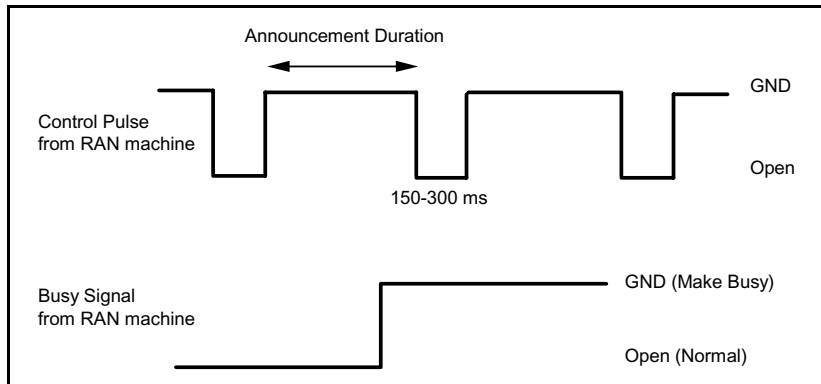 Announcement Duration
GND
Control Pulse
from RAN machine
Open
150-300 ms
GND (Make Busy)
Busy Signal
from RAN machine
Open (Normal)